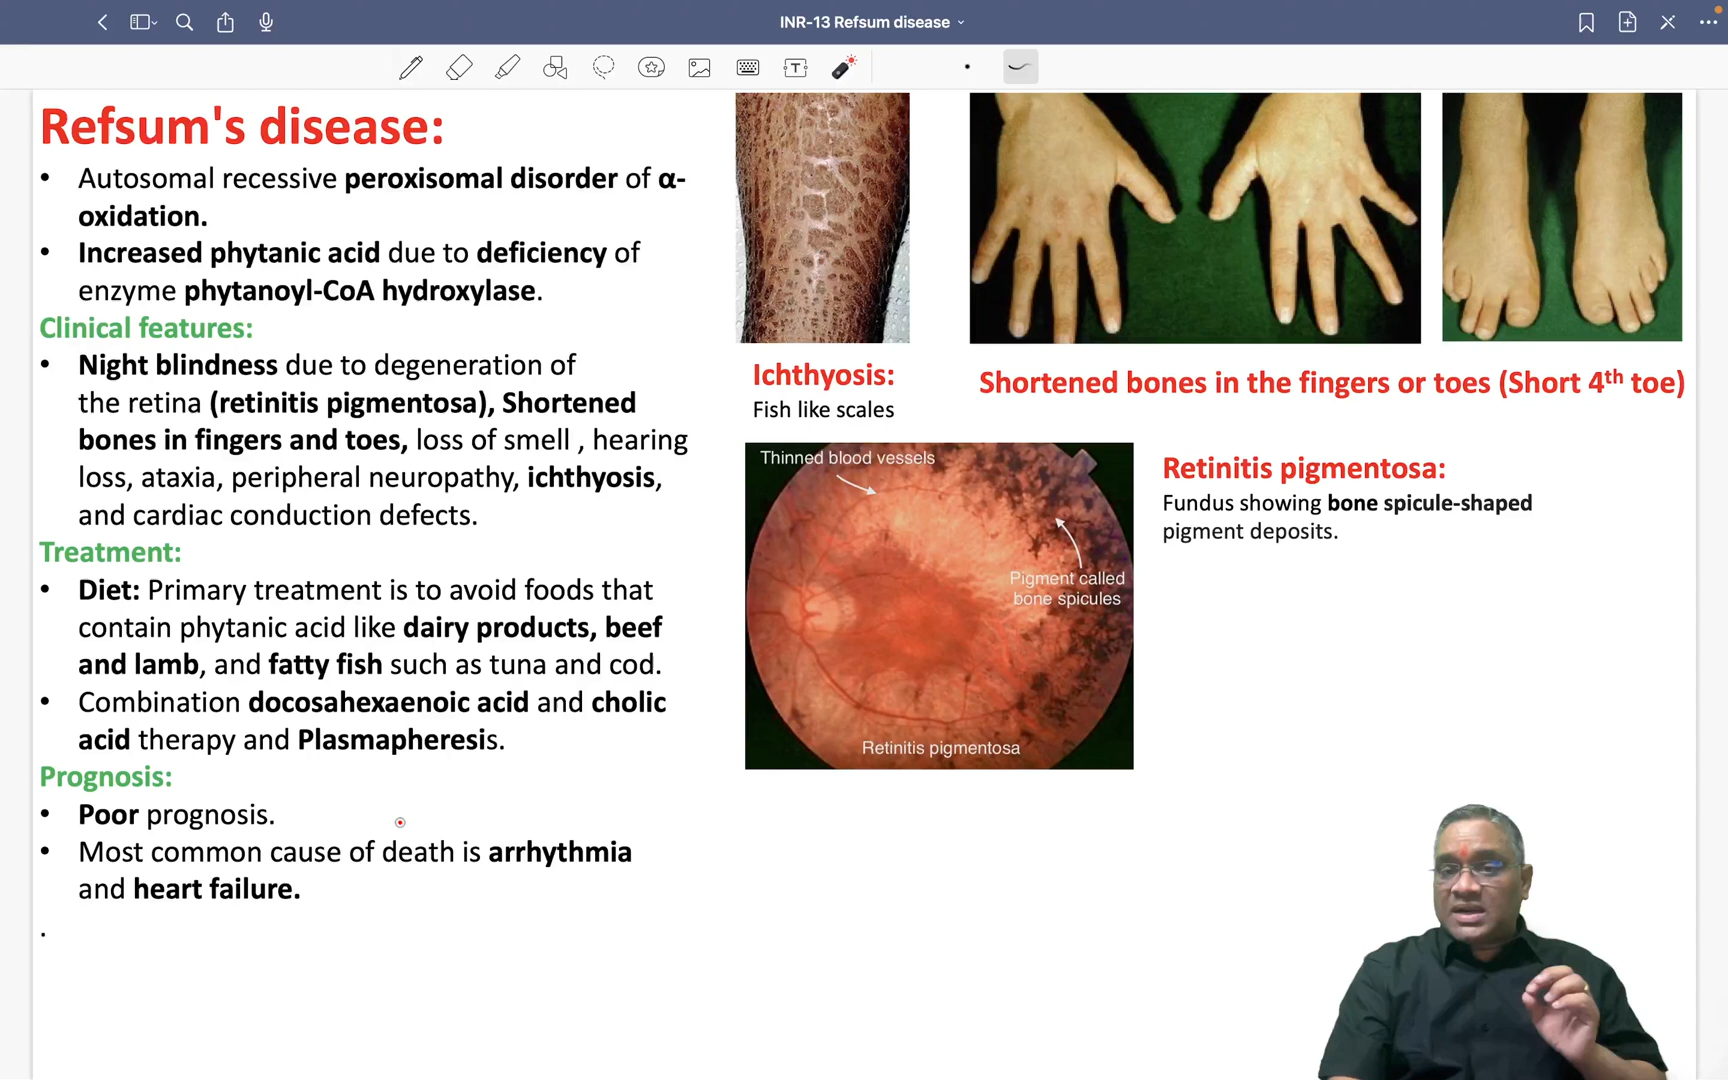 INR-13 Refsum disease
Refsum's disease:
• Autosomal recessive peroxisomal disorder of α-
oxidation.
• Increased phytanic acid due to deficiency of
enzyme phytanoyl-CoA hydroxylase.
Clinical features:
• Night blindness due to degeneration of
the retina (retinitis pigmentosa), Shortened
bones in fingers and toes, loss of smell , hearing
loss, ataxia, peripheral neuropathy, ichthyosis,
and cardiac conduction defects.
Treatment:
• Diet: Primary treatment is to avoid foods that
contain phytanic acid like dairy products, beef
and lamb, and fatty fish such as tuna and cod.
• Combination docosahexaenoic acid and cholic
acid therapy and Plasmapheresis.
Prognosis:
• Poor prognosis.
• Most common cause of death is arrhythmia
and heart failure.
.
Ichthyosis:
Fish like scales
Shortened bones in the fingers or toes (Short 4th toe)
Thinned blood vessels
Pigment called
bone spicules
Retinitis pigmentosa
Retinitis pigmentosa:
Fundus showing bone spicule-shaped
pigment deposits.